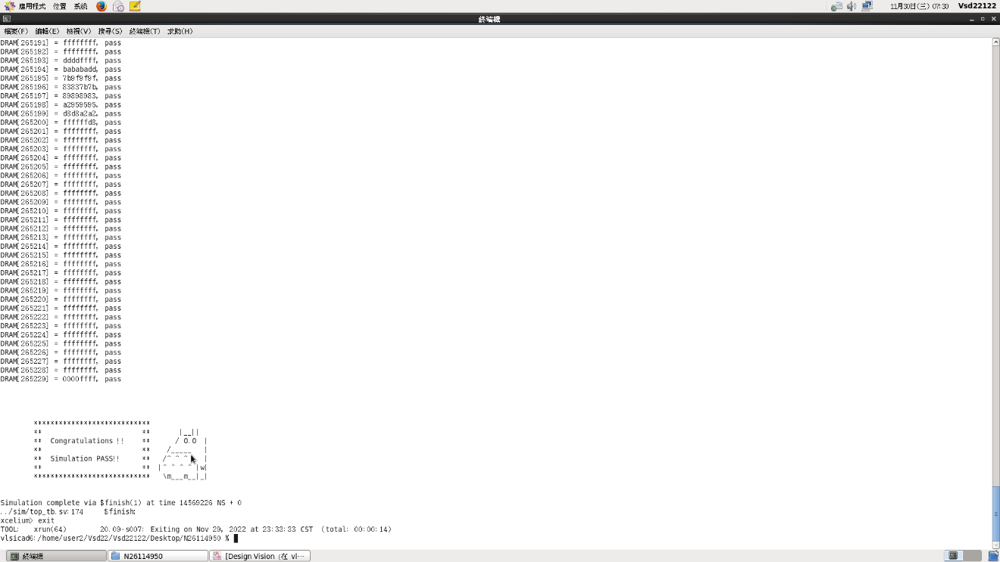 應用程式 位置 系統 11月30日(三) 07:30 Vsd22122
終端機
檔案(F) 編輯(E) 檢視(V) 搜尋(S) 終端機(T) 求助(H)
DRAM[265191] = ffffffff, pass
DRAM[265192] = ffffffff, pass
DRAM[265193] = ddddffff, pass
DRAM[265194] = bababadd, pass
DRAM[265195] = 7b9f9f9f, pass
DRAM[265196] = 83837b7b, pass
DRAM[265197] = 89898983, pass
DRAM[265198] = a2959595, pass
DRAM[265199] = d8d8a2a2, pass
DRAM[265200] = ffffffd8, pass
DRAM[265201] = ffffffff, pass
DRAM[265202] = ffffffff, pass
DRAM[265203] = ffffffff, pass
DRAM[265204] = ffffffff, pass
DRAM[265205] = ffffffff, pass
DRAM[265206] = ffffffff, pass
DRAM[265207] = ffffffff, pass
DRAM[265208] = ffffffff, pass
DRAM[265209] = ffffffff, pass
DRAM[265210] = ffffffff, pass
DRAM[265211] = ffffffff, pass
DRAM[265212] = ffffffff, pass
DRAM[265213] = ffffffff, pass
DRAM[265214] = ffffffff, pass
DRAM[265215] = ffffffff, pass
DRAM[265216] = ffffffff, pass
DRAM[265217] = ffffffff, pass
DRAM[265218] = ffffffff, pass
DRAM[265219] = ffffffff, pass
DRAM[265220] = ffffffff, pass
DRAM[265221] = ffffffff, pass
DRAM[265222] = ffffffff, pass
DRAM[265223] = ffffffff, pass
DRAM[265224] = ffffffff, pass
DRAM[265225] = ffffffff, pass
DRAM[265226] = ffffffff, pass
DRAM[265227] = ffffffff, pass
DRAM[265228] = ffffffff, pass
DRAM[265229] = 0000ffff, pass
****************************
** ** |__||
** Congratulations !! ** / O.O |
** ** /_____ |
** Simulation PASS!! ** /^ ^ ^ \ |
** ** |^ ^ ^ ^ |w|
**************************** \m___m__|_|
Simulation complete via $finish(1) at time 14569226 NS + 0
../sim/top_tb.sv:174 $finish;
xcelium> exit
TOOL: xrun(64) 20.09-s007: Exiting on Nov 29, 2022 at 23:33:33 CST (total: 00:00:14)
vlsicad6:/home/user2/Vsd22/Vsd22122/Desktop/N26114950 %
終端機 N26114950 [Design Vision (在 vl···